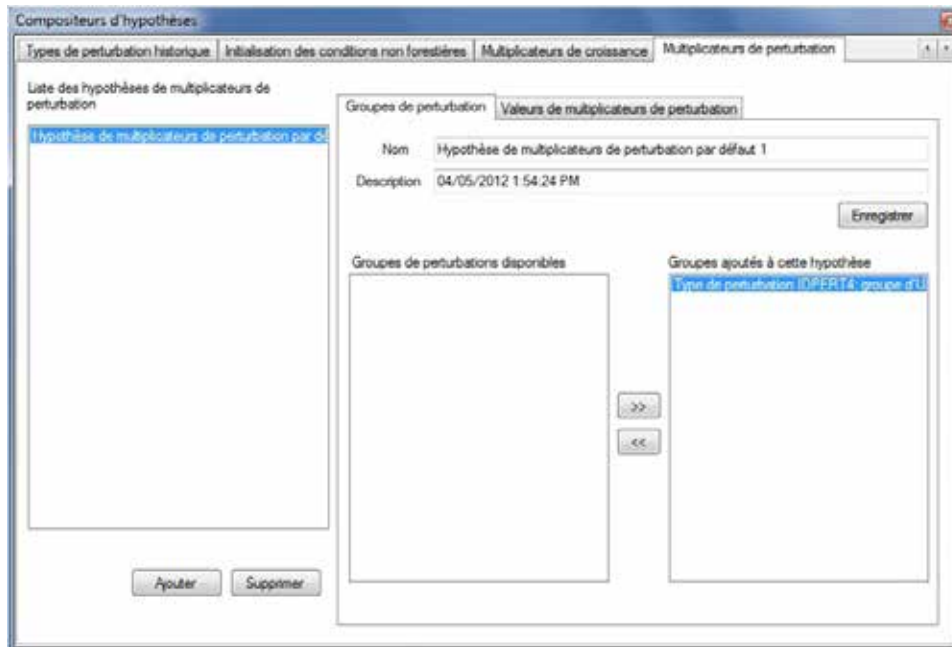 Compositeurs d'hypothèses
Types de perturbation historique Initialisation des conditions non forestières Multiplicateurs de croissance Multiplicateurs de perturbation
Liste des hypothèses de multiplicateurs de
perturbation
Hypothèse de multiplicateurs de perturbation par dé
Groupes de perturbation Valeurs de multiplicateurs de perturbation
Nom Hypothèse de multiplicateurs de perturbation par défaut 1
Description 04/05/2012 1:54:24 PM
Enregistrer
Groupes de perturbations disponibles
Groupes ajoutés à cette hypothèse
Type de perturbation IDPERT4: groupe d'U
>>
<<
Ajouter Supprimer